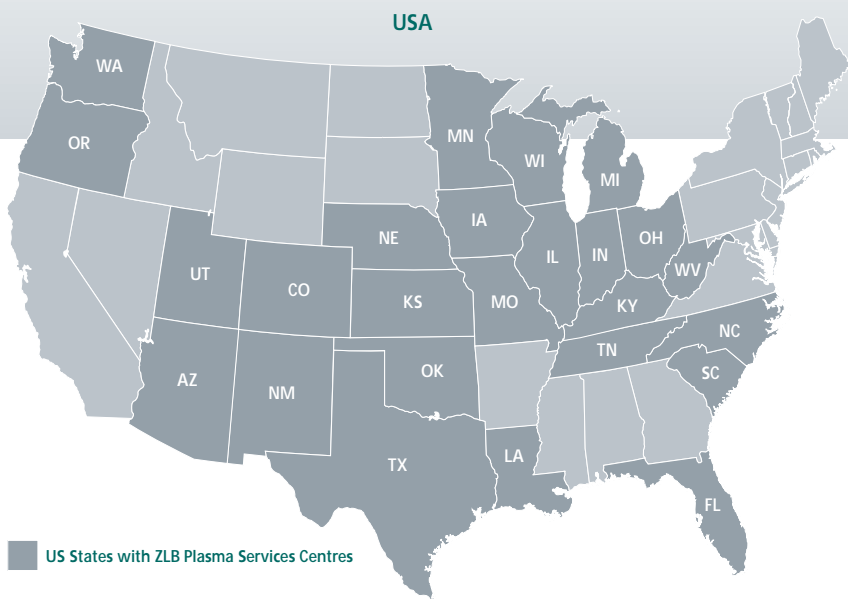 USA
WA
OR
MN
WI
MI
IA
NE
IL
IN
OH
UT
CO
WV
KS
MO
KY
NC
TN
AZ
NM
OK
SC
TX
LA
FL
US States with ZLB Plasma Services Centres